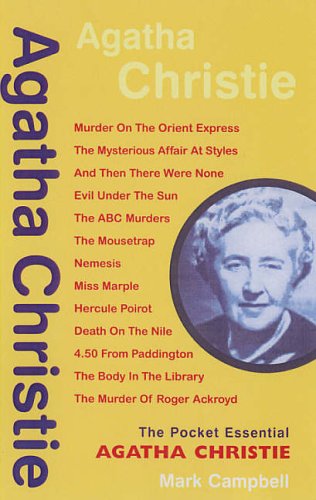 Agatha Christie
Agatha
Christie
Murder On The Orient Express
The Mysterious Affair At Styles
And Then There Were None
Evil Under The Sun
The ABC Murders
The Mousetrap
Nemesis
Miss Marple
Hercule Poirot
Death On The Nile
4.50 From Paddington
The Body In The Library
The Murder Of Roger Ackroyd
The Pocket Essential
AGATHA CHRISTIE
Mark Campbell